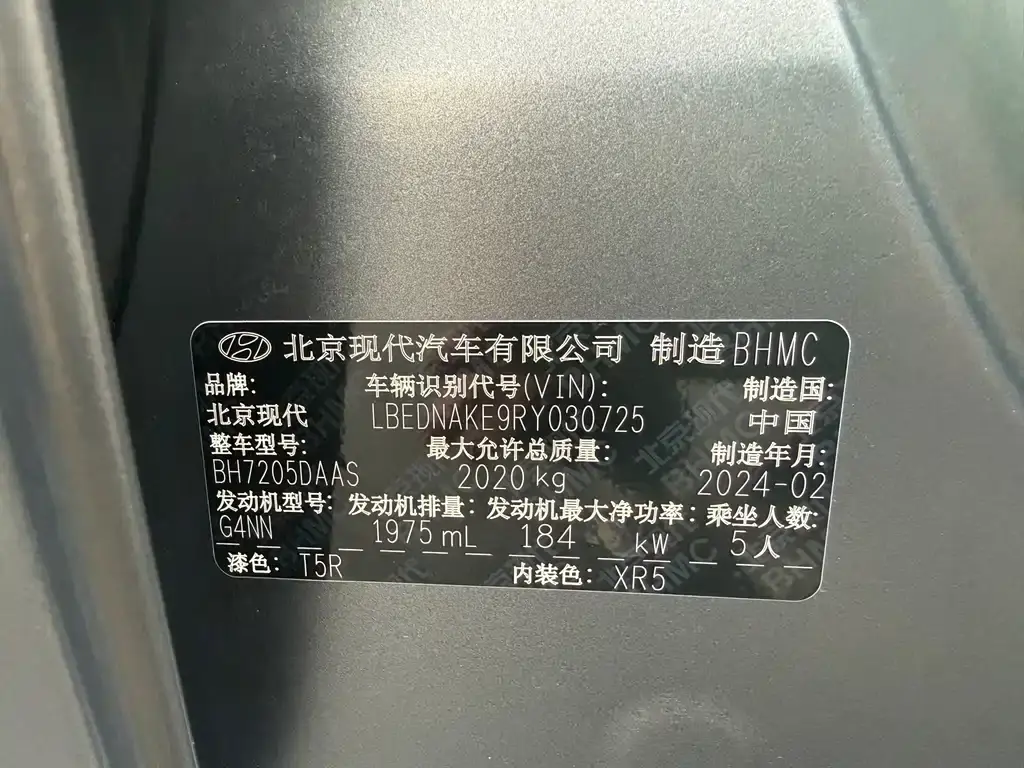 北京现代汽车有限公司 制造 BHMC
品牌: 车辆识别代号(VIN): 制造国:
北京现代 LBEDNAKE9RY030725 中国
整车型号: 最大允许总质量: 制造年月:
BH7205DAAS 2020 kg 2024-02
发动机型号: 发动机排量: 发动机最大净功率: 乘坐人数:
G4NN 1975 mL 184 kW 5 人
漆色: T5R 内装色: XR5